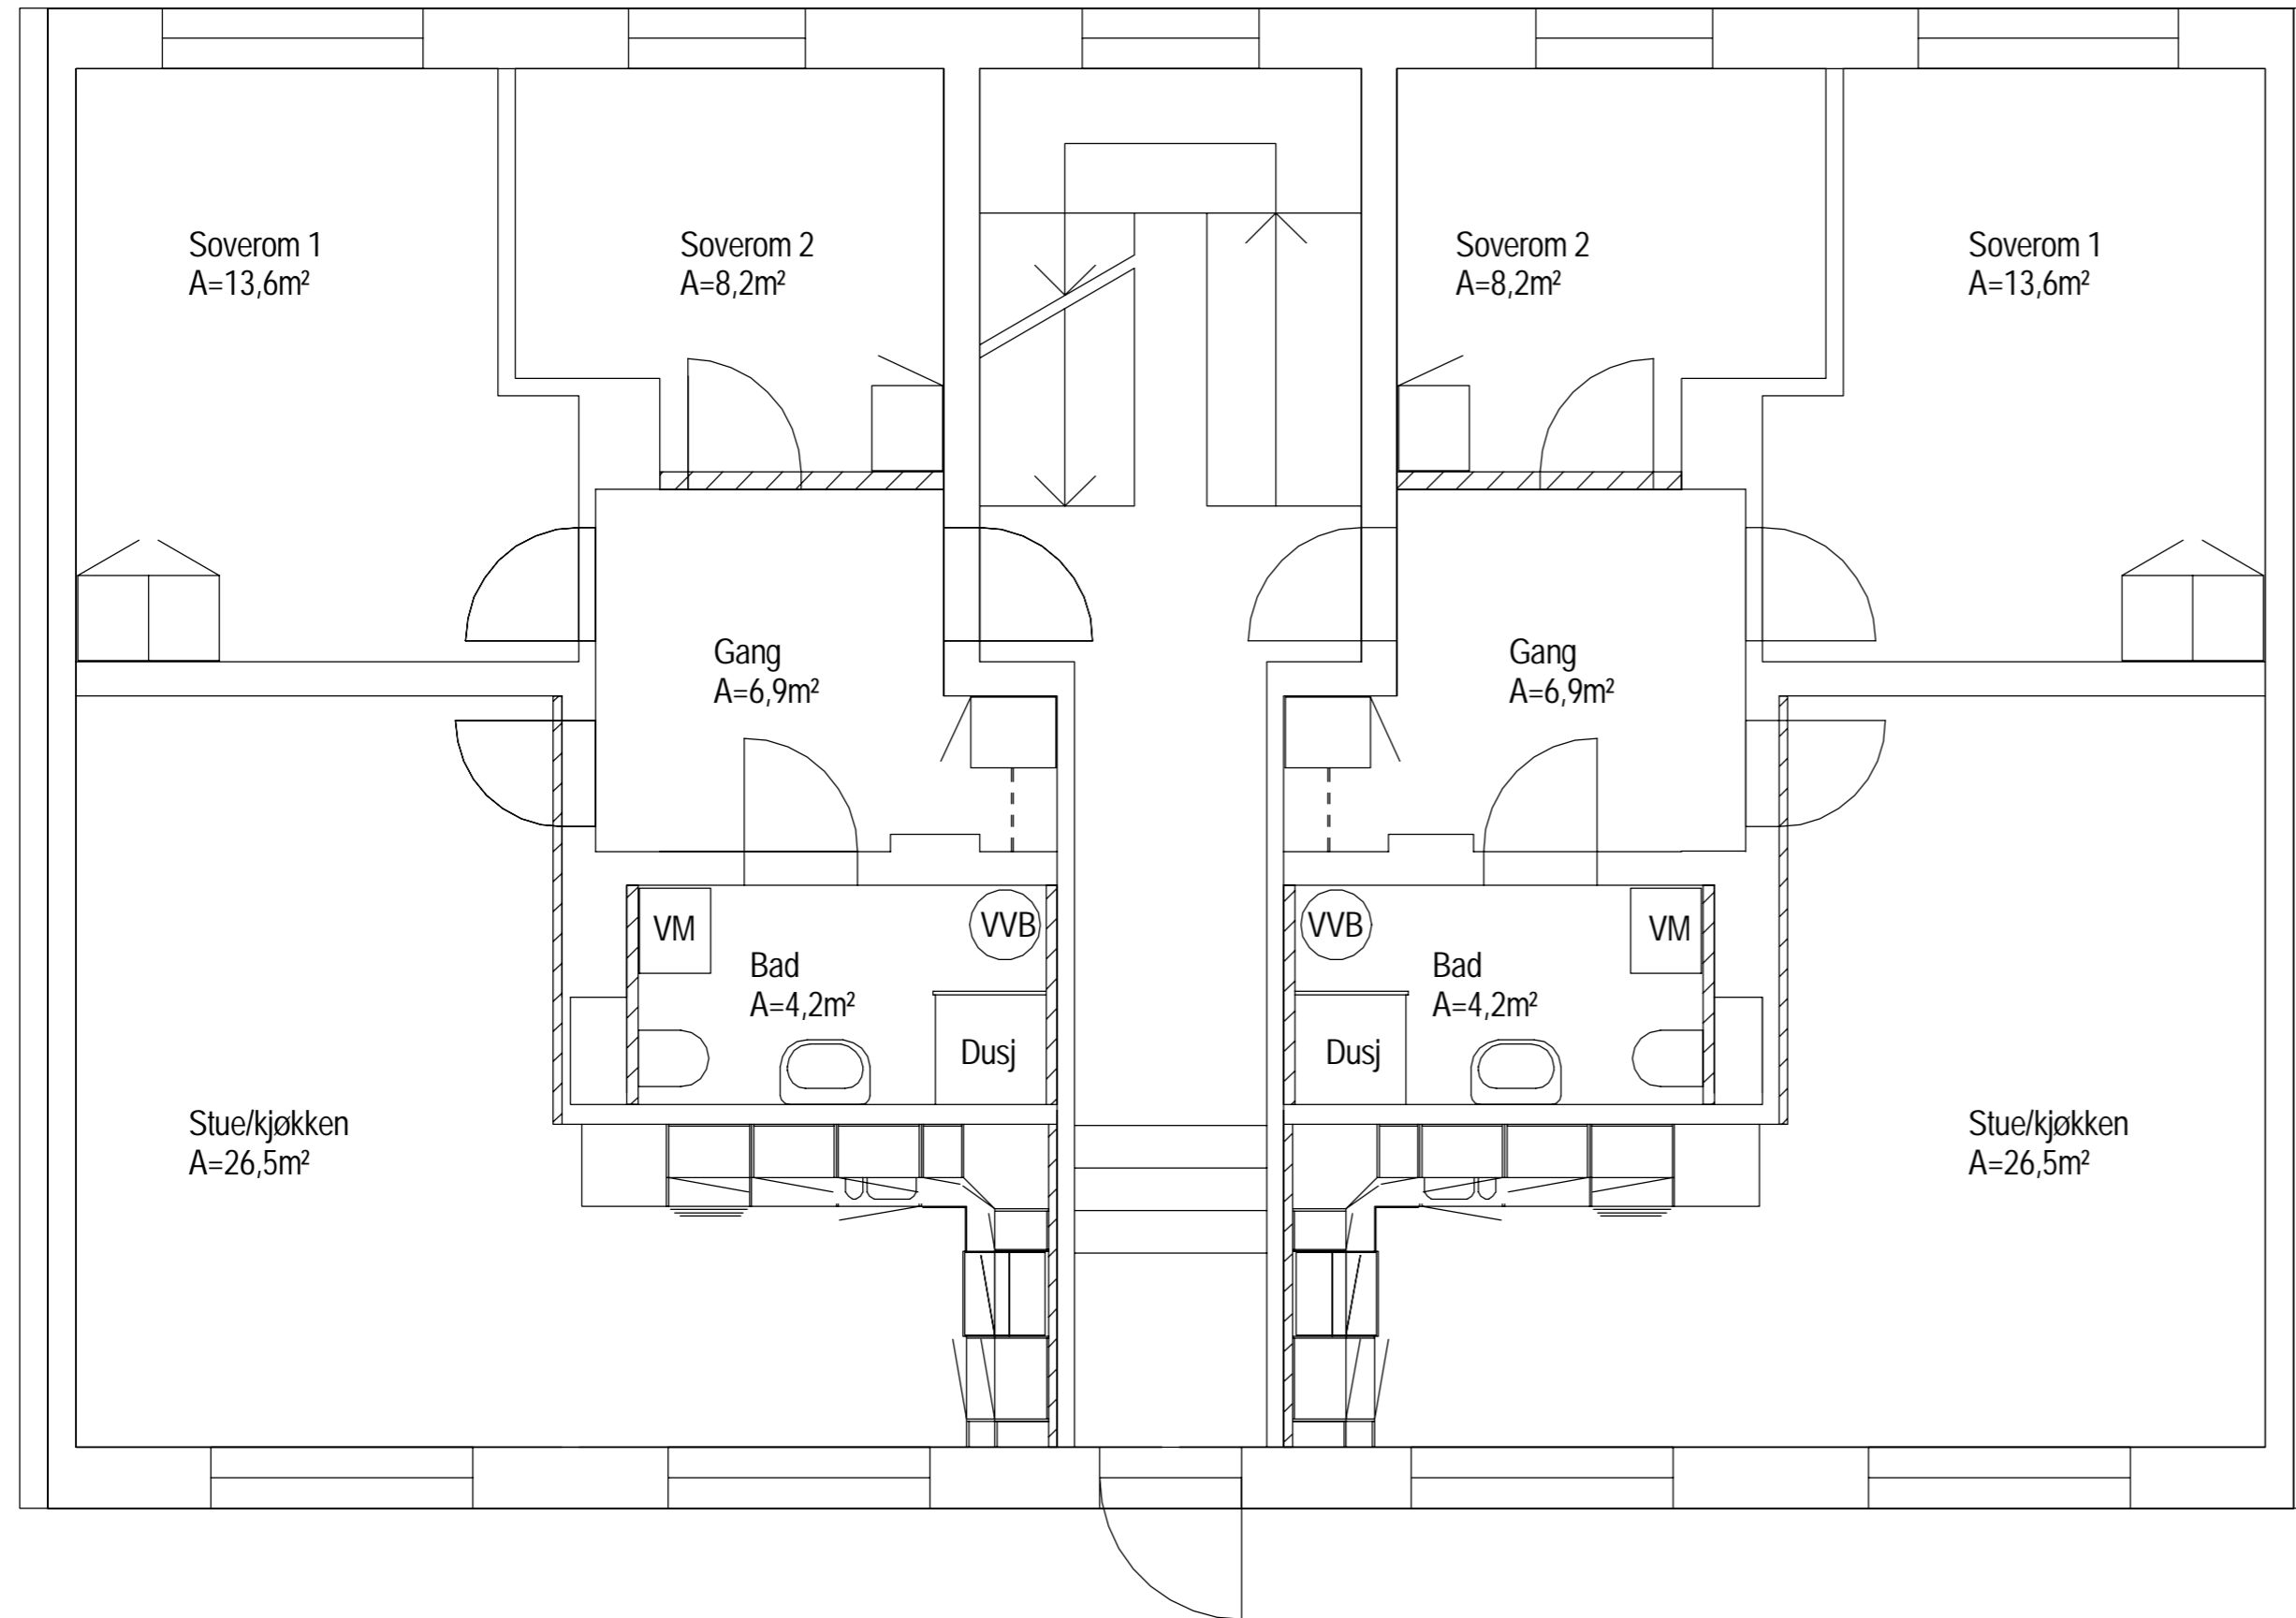 Soverom 1
A=13,6m²
Soverom 2
A=8,2m²
Soverom 2
A=8,2m²
Soverom 1
A=13,6m²
Gang
A=6,9m²
Gang
A=6,9m²
VM
VVB
VVB
VM
Bad
A=4,2m²
Bad
A=4,2m²
Dusj
Dusj
Stue/kjøkken
A=26,5m²
Stue/kjøkken
A=26,5m²